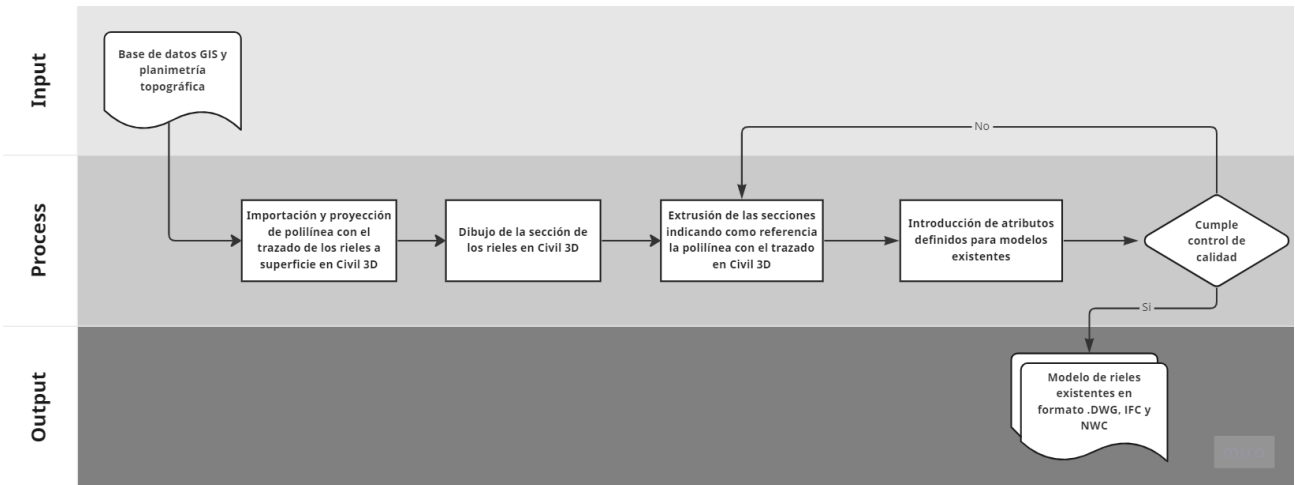 Input
Base de datos GIS y
planimetría
topográfica
No
Process
Importación y proyección
de polilínea con el
trazado de los rieles a
superficie en Civil 3D
Dibujo de la sección de
los rieles en Civil 3D
Extrusión de las secciones
indicando como referencia
la polilínea con el trazado
en Civil 3D
Introducción de atributos
definidos para modelos
existentes
Cumple
control de
calidad
Si
Output
Modelo de rieles
existentes en
formato .DWG, IFC y
NWC
miro